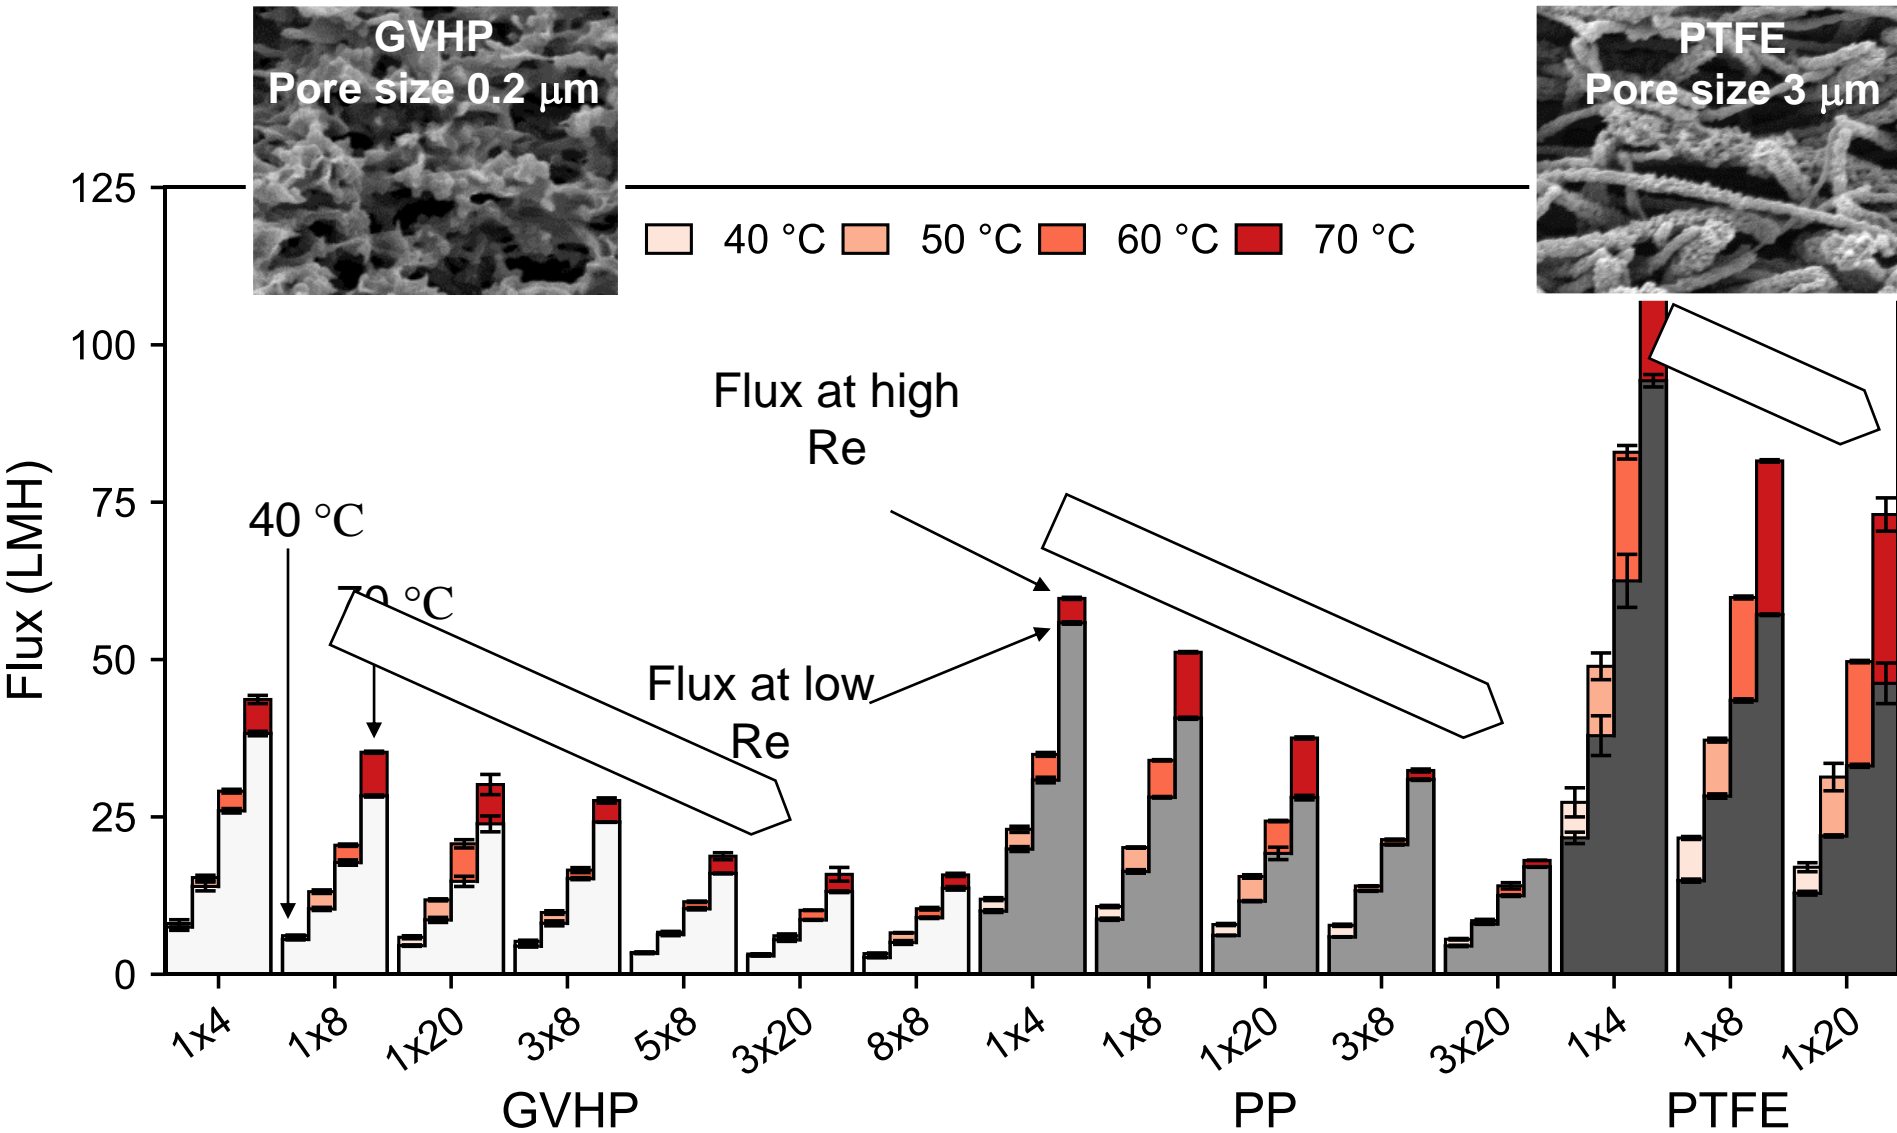 GVHP
Pore size 0.2 μm
PTFE
Pore size 3 μm
125
100
75
50
25
0
Flux (LMH)
40 °C 50 °C 60 °C 70 °C
Flux at high
Re
40 °C
70 °C
Flux at low
Re
1x4 1x8 1x20 3x8 5x8 3x20 8x8 1x4 1x8 1x20 3x8 3x20 1x4 1x8 1x20
GVHP PP PTFE